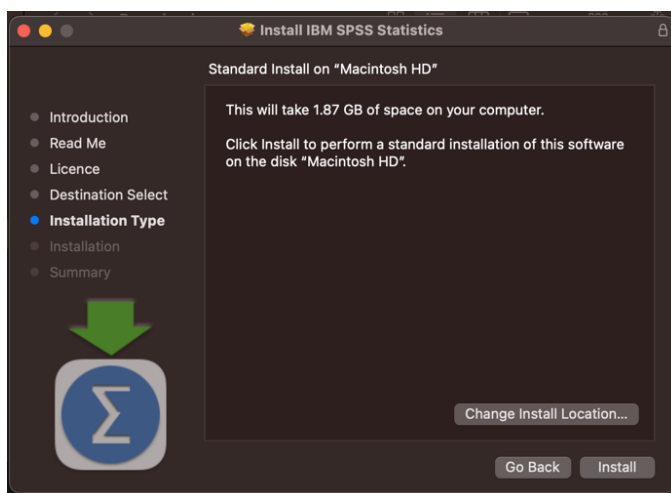 Install IBM SPSS Statistics
Standard Install on “Macintosh HD”
Introduction
Read Me
Licence
Destination Select
Installation Type
Installation
Summary
This will take 1.87 GB of space on your computer.
Click Install to perform a standard installation of this software
on the disk “Macintosh HD”.
Σ
Change Install Location...
Go Back
Install